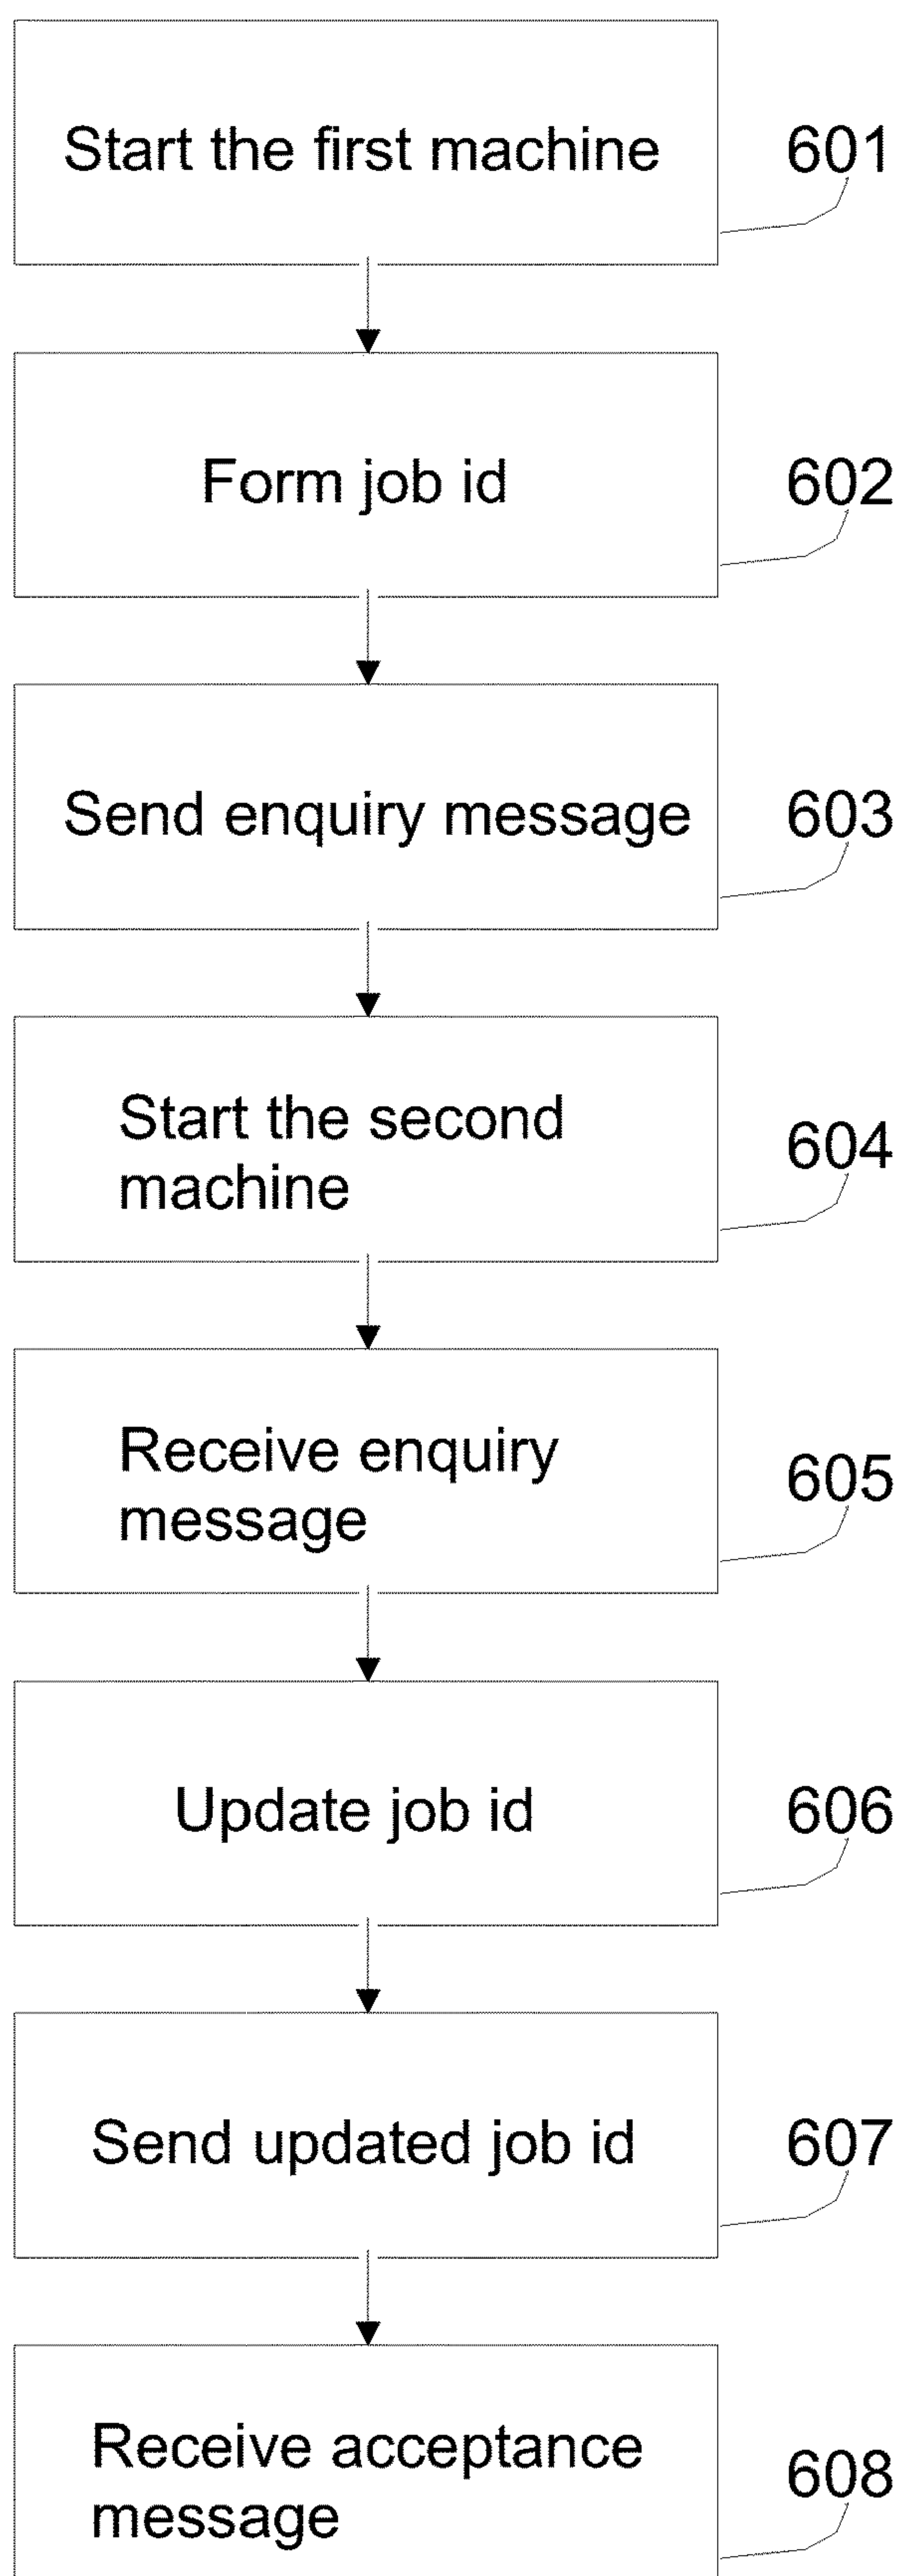 Start the first machine
601
Form job id
602
Send enquiry message
603
Start the second
machine
604
Receive enquiry
message
605
Update job id
606
Send updated job id
607
Receive acceptance
message
608